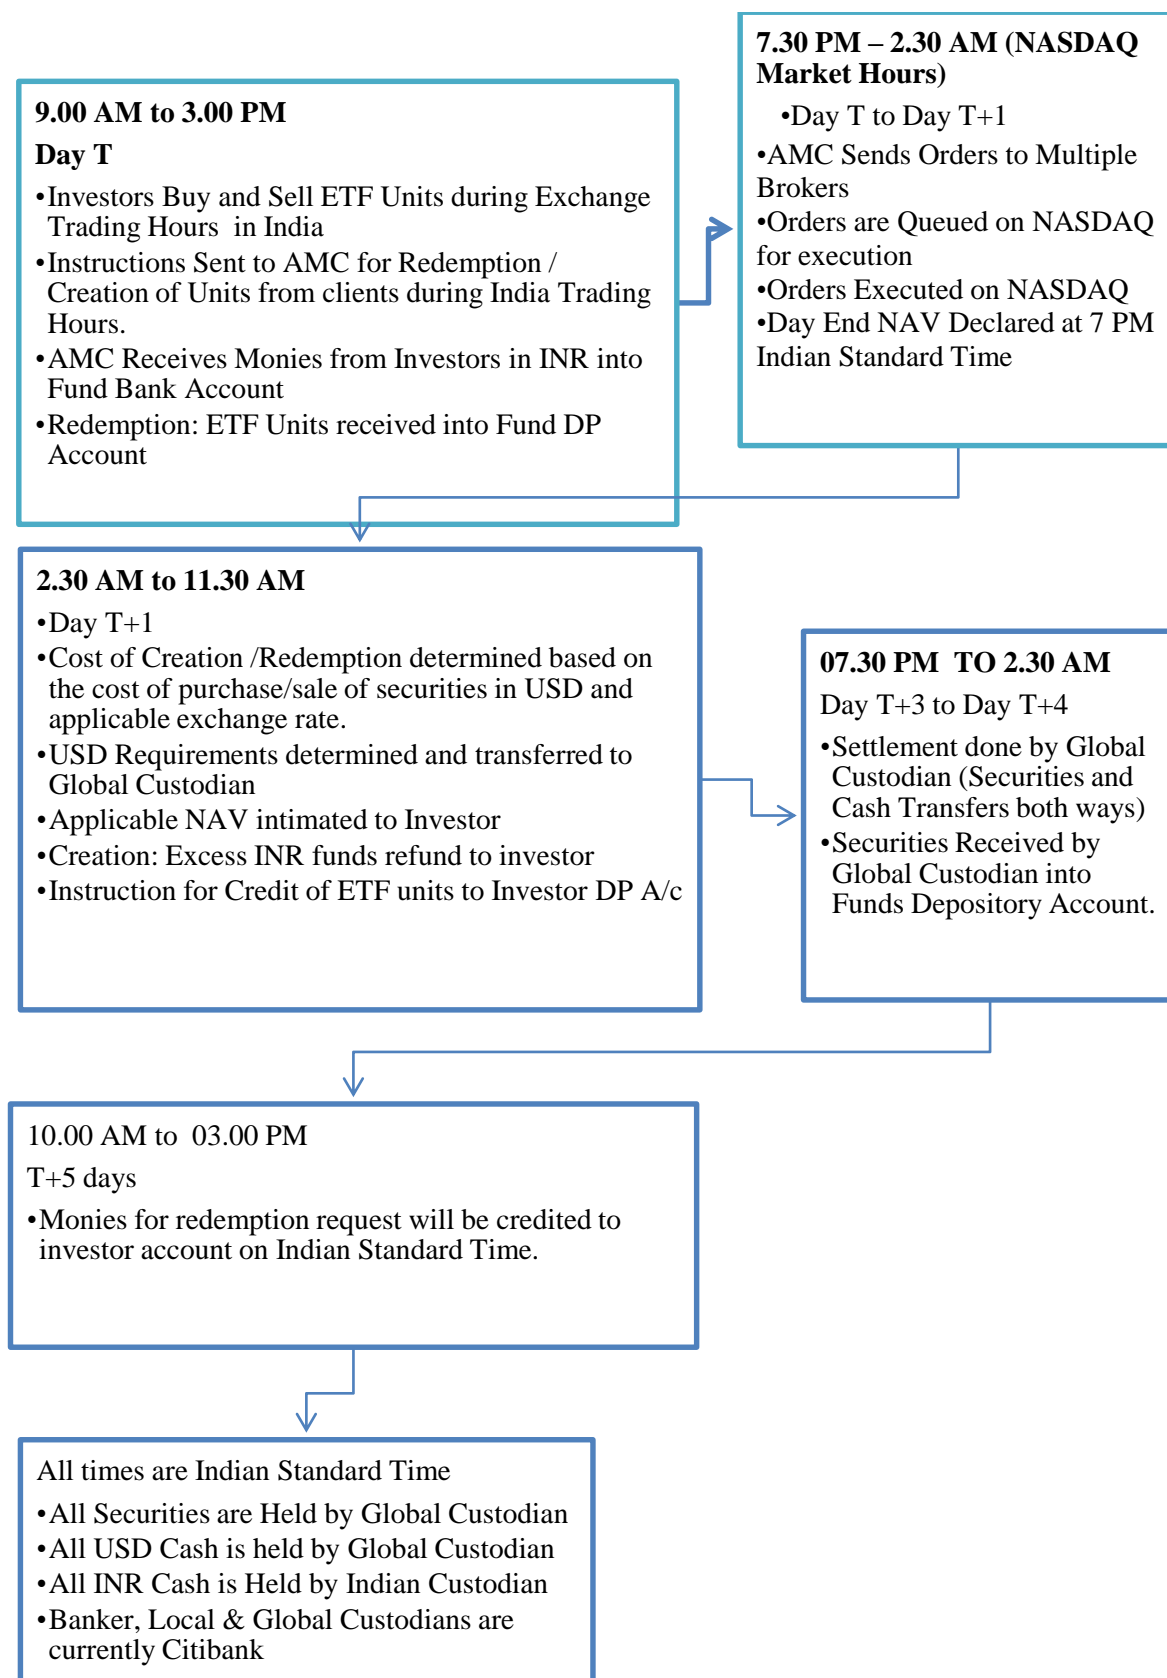 9.00 AM to 3.00 PM
Day T
•Investors Buy and Sell ETF Units during Exchange
Trading Hours in India
•Instructions Sent to AMC for Redemption /
Creation of Units from clients during India Trading
Hours.
•AMC Receives Monies from Investors in INR into
Fund Bank Account
•Redemption: ETF Units received into Fund DP
Account
7.30 PM – 2.30 AM (NASDAQ
Market Hours)
•Day T to Day T+1
•AMC Sends Orders to Multiple
Brokers
•Orders are Queued on NASDAQ
for execution
•Orders Executed on NASDAQ
•Day End NAV Declared at 7 PM
Indian Standard Time
2.30 AM to 11.30 AM
•Day T+1
•Cost of Creation /Redemption determined based on
the cost of purchase/sale of securities in USD and
applicable exchange rate.
•USD Requirements determined and transferred to
Global Custodian
•Applicable NAV intimated to Investor
•Creation: Excess INR funds refund to investor
•Instruction for Credit of ETF units to Investor DP A/c
07.30 PM TO 2.30 AM
Day T+3 to Day T+4
•Settlement done by Global
Custodian (Securities and
Cash Transfers both ways)
•Securities Received by
Global Custodian into
Funds Depository Account.
10.00 AM to 03.00 PM
T+5 days
•Monies for redemption request will be credited to
investor account on Indian Standard Time.
All times are Indian Standard Time
•All Securities are Held by Global Custodian
•All USD Cash is held by Global Custodian
•All INR Cash is Held by Indian Custodian
•Banker, Local & Global Custodians are
currently Citibank